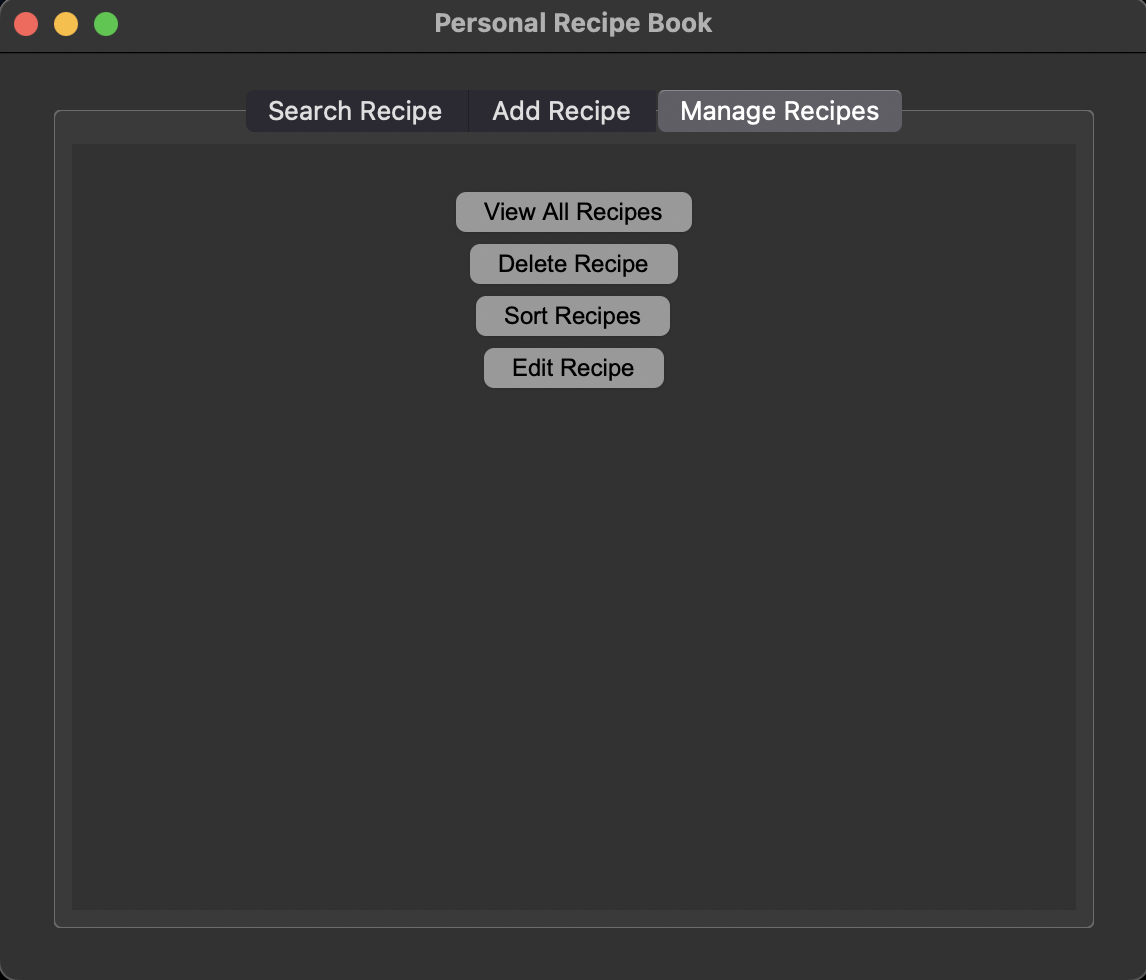 Personal Recipe Book
Search Recipe Add Recipe Manage Recipes
View All Recipes
Delete Recipe
Sort Recipes
Edit Recipe